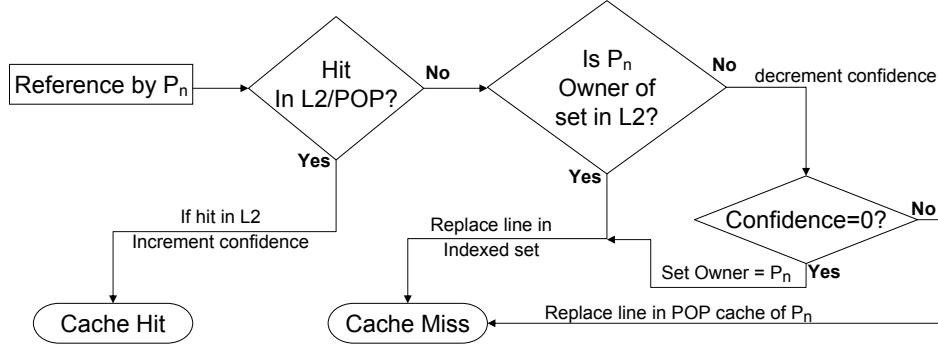 Reference by Pn
Hit
In L2/POP?
No
Yes
Is Pn
Owner of
set in L2?
No
decrement confidence
Yes
Confidence=0?
No
Yes
If hit in L2
Increment confidence
Replace line in
Indexed set
Set Owner = Pn
Cache Hit
Cache Miss
Replace line in POP cache of Pn